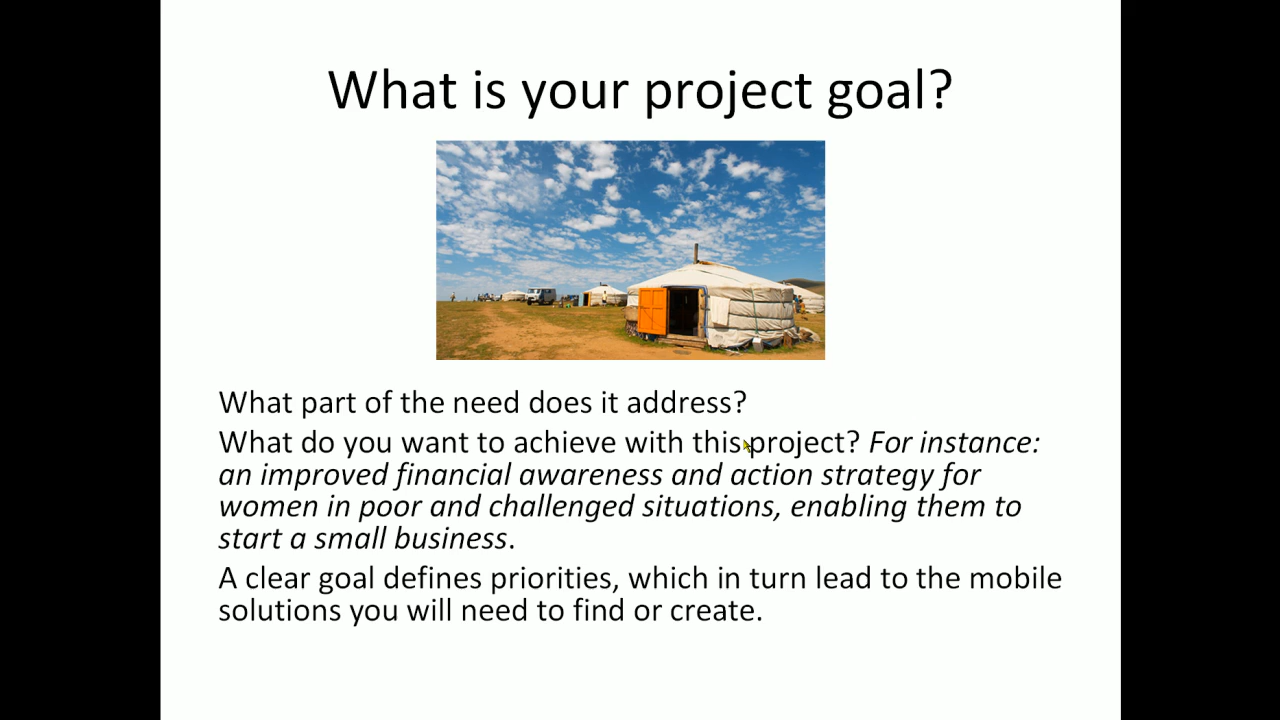 What is your project goal?
What part of the need does it address?
What do you want to achieve with this project? For instance:
an improved financial awareness and action strategy for
women in poor and challenged situations, enabling them to
start a small business.
A clear goal defines priorities, which in turn lead to the mobile
solutions you will need to find or create.